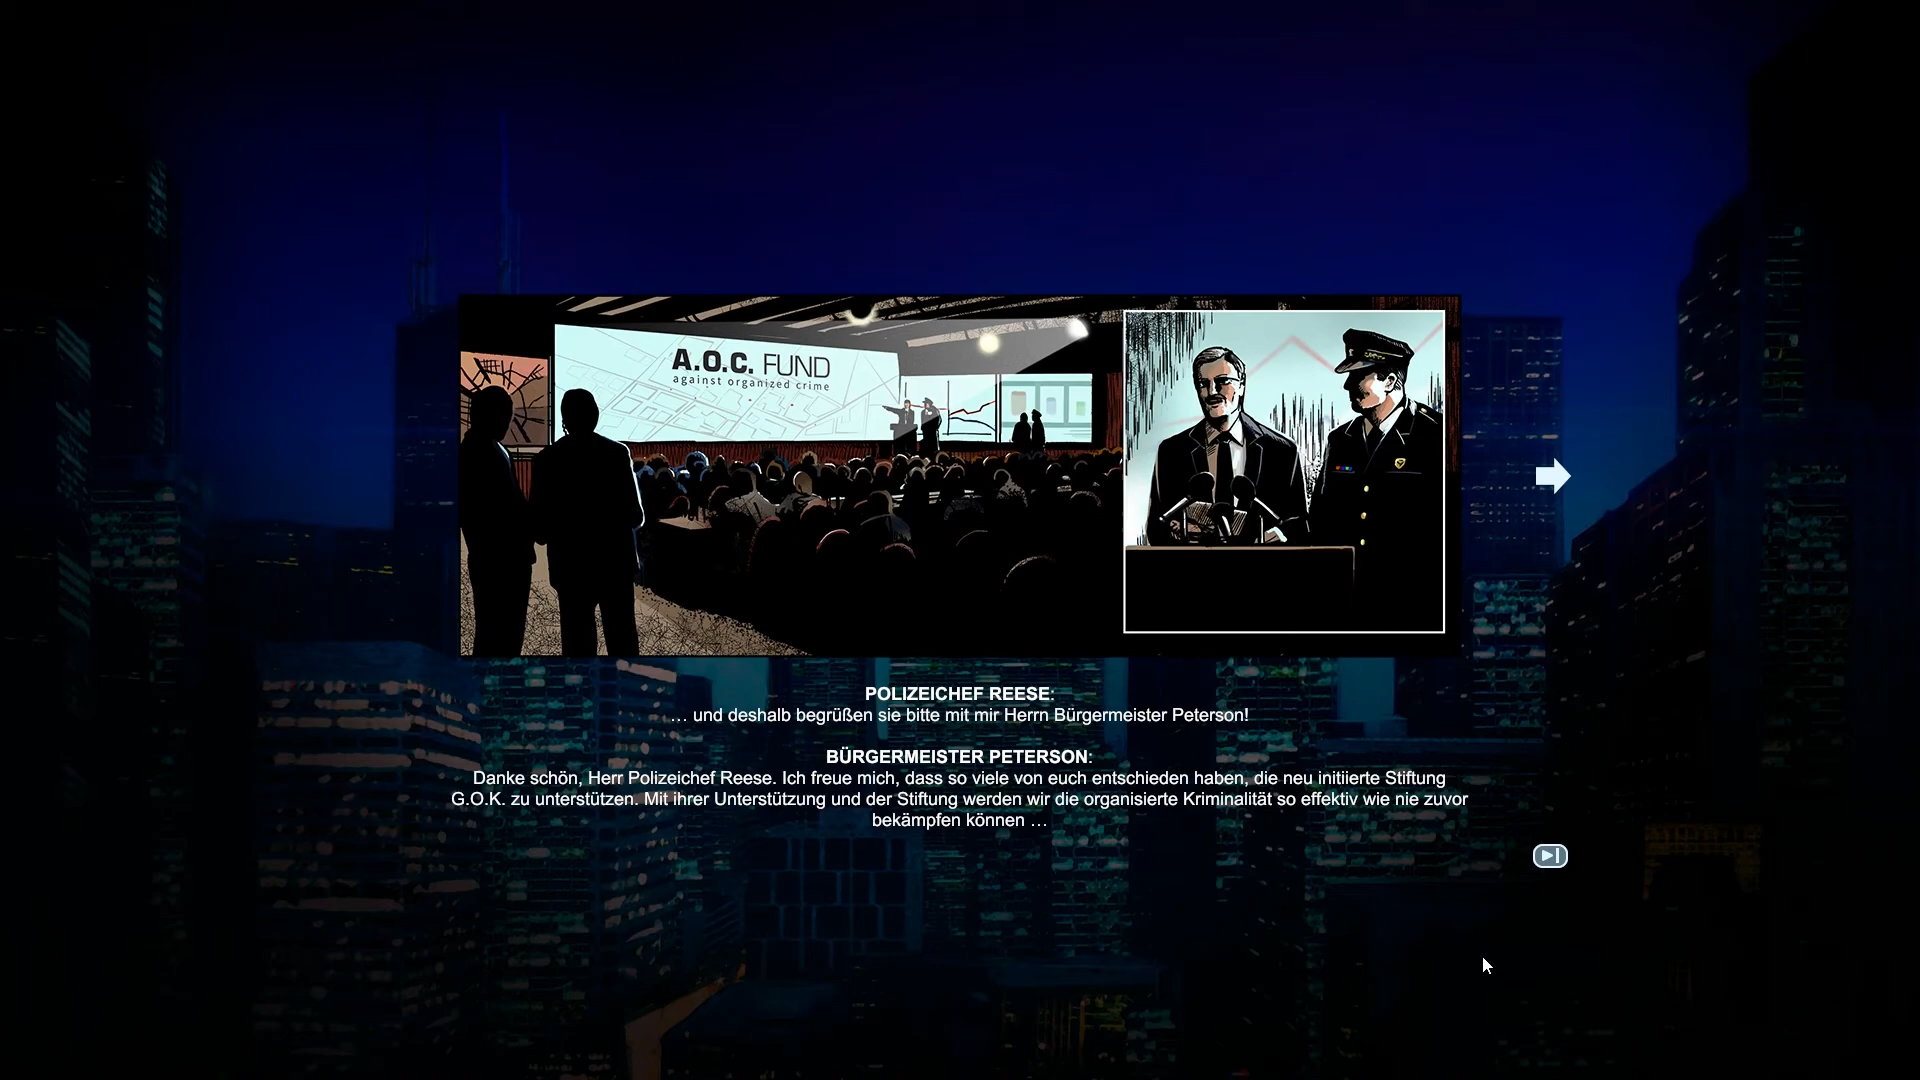 A.O.C. FUND
against organized crime
POLIZEICHEF REESE:
… und deshalb begrüßen sie bitte mit mir Herrn Bürgermeister Peterson!
BÜRGERMEISTER PETERSON:
Danke schön, Herr Polizeichef Reese. Ich freue mich, dass so viele von euch entschieden haben, die neu initiierte Stiftung
G.O.K. zu unterstützen. Mit ihrer Unterstützung und der Stiftung werden wir die organisierte Kriminalität so effektiv wie nie zuvor
bekämpfen können …